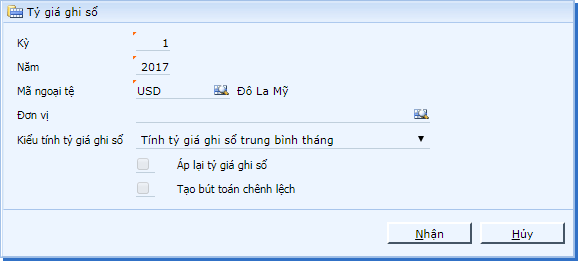 Tỷ giá ghi sổ
Kỳ 1
Năm 2017
Mã ngoại tệ USD Đô La Mỹ
Đơn vị
Kiểu tính tỷ giá ghi sổ Tính tỷ giá ghi sổ trung bình tháng
Áp lại tỷ giá ghi sổ
Tạo bút toán chênh lệch
Nhận Hủy